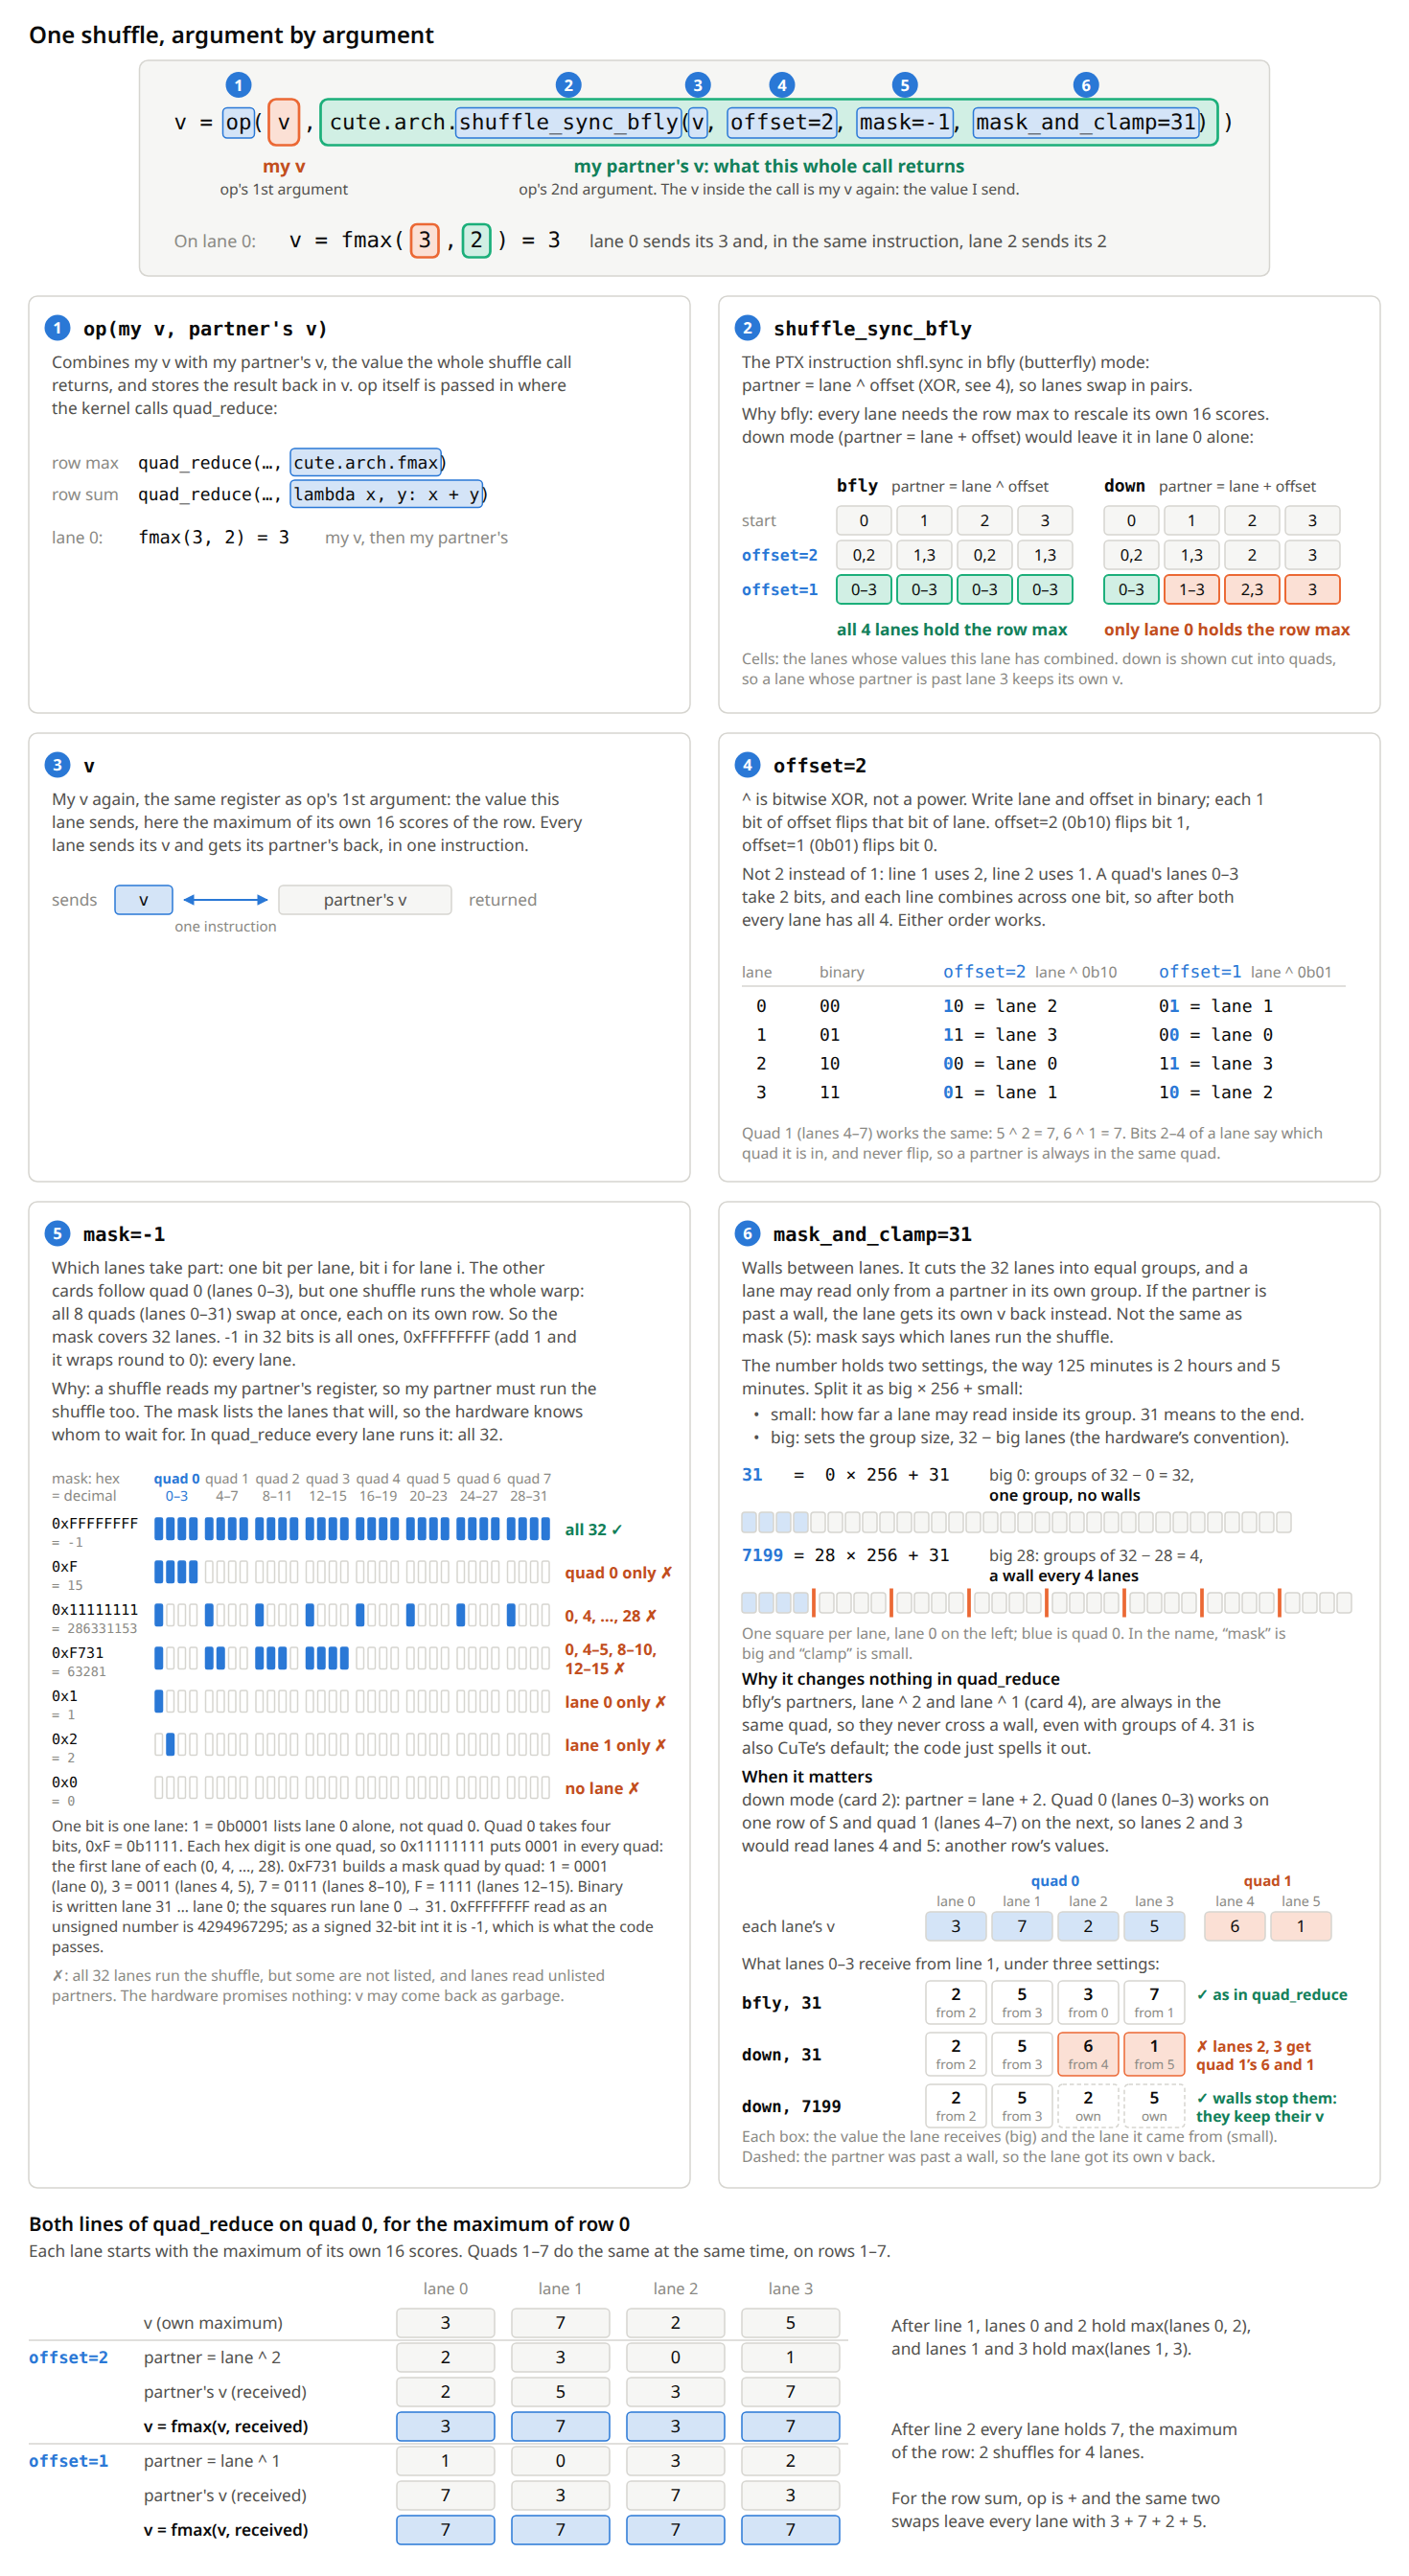 One shuffle, argument by argument
1 2 3 4 5 6
v = op( v , cute.arch.shuffle_sync_bfly(v, offset=2, mask=-1, mask_and_clamp=31) )
my v
my partner's v: what this whole call returns
op's 1st argument
op's 2nd argument. The v inside the call is my v again: the value I send.
On lane 0: v = fmax( 3 , 2 ) = 3 lane 0 sends its 3 and, in the same instruction, lane 2 sends its 2
1 op(my v, partner's v)
Combines my v with my partner's v, the value the whole shuffle call
returns, and stores the result back in v. op itself is passed in where
the kernel calls quad_reduce:
row max quad_reduce(…, cute.arch.fmax)
row sum quad_reduce(…, lambda x, y: x + y)
lane 0: fmax(3, 2) = 3 my v, then my partner's
2 shuffle_sync_bfly
The PTX instruction shfl.sync in bfly (butterfly) mode:
partner = lane ^ offset (XOR, see 4), so lanes swap in pairs.
Why bfly: every lane needs the row max to rescale its own 16 scores.
down mode (partner = lane + offset) would leave it in lane 0 alone:
bfly partner = lane ^ offset down partner = lane + offset
start 0 1 2 3 0 1 2 3
offset=2 0,2 1,3 0,2 1,3 0,2 1,3 2 3
offset=1 0–3 0–3 0–3 0–3 0–3 1–3 2,3 3
all 4 lanes hold the row max only lane 0 holds the row max
Cells: the lanes whose values this lane has combined. down is shown cut into quads,
so a lane whose partner is past lane 3 keeps its own v.
3 v
My v again, the same register as op's 1st argument: the value this
lane sends, here the maximum of its own 16 scores of the row. Every
lane sends its v and gets its partner's back, in one instruction.
sends v partner's v returned
one instruction
4 offset=2
^ is bitwise XOR, not a power. Write lane and offset in binary; each 1
bit of offset flips that bit of lane. offset=2 (0b10) flips bit 1,
offset=1 (0b01) flips bit 0.
Not 2 instead of 1: line 1 uses 2, line 2 uses 1. A quad's lanes 0–3
take 2 bits, and each line combines across one bit, so after both
every lane has all 4. Either order works.
lane binary offset=2 lane ^ 0b10 offset=1 lane ^ 0b01
0 00 10 = lane 2 01 = lane 1
1 01 11 = lane 3 00 = lane 0
2 10 00 = lane 0 11 = lane 3
3 11 01 = lane 1 10 = lane 2
Quad 1 (lanes 4–7) works the same: 5 ^ 2 = 7, 6 ^ 1 = 7. Bits 2–4 of a lane say which
quad it is in, and never flip, so a partner is always in the same quad.
5 mask=-1
Which lanes take part: one bit per lane, bit i for lane i. The other
cards follow quad 0 (lanes 0–3), but one shuffle runs the whole warp:
all 8 quads (lanes 0–31) swap at once, each on its own row. So the
mask covers 32 lanes. -1 in 32 bits is all ones, 0xFFFFFFFF (add 1 and
it wraps round to 0): every lane.
Why: a shuffle reads my partner's register, so my partner must run the
shuffle too. The mask lists the lanes that will, so the hardware knows
whom to wait for. In quad_reduce every lane runs it: all 32.
mask: hex quad 0 quad 1 quad 2 quad 3 quad 4 quad 5 quad 6 quad 7
= decimal 0–3 4–7 8–11 12–15 16–19 20–23 24–27 28–31
0xFFFFFFFF all 32 ✓
= -1
0xF quad 0 only ✗
= 15
0x11111111 0, 4, …, 28 ✗
= 286331153
0xF731 0, 4–5, 8–10,
= 63281 12–15 ✗
0x1 lane 0 only ✗
= 1
0x2 lane 1 only ✗
= 2
0x0 no lane ✗
= 0
One bit is one lane: 1 = 0b0001 lists lane 0 alone, not quad 0. Quad 0 takes four
bits, 0xF = 0b1111. Each hex digit is one quad, so 0x11111111 puts 0001 in every quad:
the first lane of each (0, 4, …, 28). 0xF731 builds a mask quad by quad: 1 = 0001
(lane 0), 3 = 0011 (lanes 4, 5), 7 = 0111 (lanes 8–10), F = 1111 (lanes 12–15). Binary
is written lane 31 … lane 0; the squares run lane 0 → 31. 0xFFFFFFFF read as an
unsigned number is 4294967295; as a signed 32-bit int it is -1, which is what the code
passes.
✗: all 32 lanes run the shuffle, but some are not listed, and lanes read unlisted
partners. The hardware promises nothing: v may come back as garbage.
6 mask_and_clamp=31
Walls between lanes. It cuts the 32 lanes into equal groups, and a
lane may read only from a partner in its own group. If the partner is
past a wall, the lane gets its own v back instead. Not the same as
mask (5): mask says which lanes run the shuffle.
The number holds two settings, the way 125 minutes is 2 hours and 5
minutes. Split it as big × 256 + small:
• small: how far a lane may read inside its group. 31 means to the end.
• big: sets the group size, 32 − big lanes (the hardware's convention).
31 = 0 × 256 + 31 big 0: groups of 32 − 0 = 32,
one group, no walls
7199 = 28 × 256 + 31 big 28: groups of 32 − 28 = 4,
a wall every 4 lanes
One square per lane, lane 0 on the left; blue is quad 0. In the name, “mask” is
big and “clamp” is small.
Why it changes nothing in quad_reduce
bfly’s partners, lane ^ 2 and lane ^ 1 (card 4), are always in the
same quad, so they never cross a wall, even with groups of 4. 31 is
also CuTe’s default; the code just spells it out.
When it matters
down mode (card 2): partner = lane + 2. Quad 0 (lanes 0–3) works on
one row of S and quad 1 (lanes 4–7) on the next, so lanes 2 and 3
would read lanes 4 and 5: another row’s values.
quad 0 quad 1
lane 0 lane 1 lane 2 lane 3 lane 4 lane 5
each lane’s v 3 7 2 5 6 1
What lanes 0–3 receive from line 1, under three settings:
bfly, 31 2 5 3 7 ✓ as in quad_reduce
from 2 from 3 from 0 from 1
down, 31 2 5 6 1 ✗ lanes 2, 3 get
from 2 from 3 from 4 from 5 quad 1’s 6 and 1
down, 7199 2 5 2 5 ✓ walls stop them:
from 2 from 3 own own they keep their v
Each box: the value the lane receives (big) and the lane it came from (small).
Dashed: the partner was past a wall, so the lane got its own v back.
Both lines of quad_reduce on quad 0, for the maximum of row 0
Each lane starts with the maximum of its own 16 scores. Quads 1–7 do the same at the same time, on rows 1–7.
lane 0 lane 1 lane 2 lane 3
v (own maximum) 3 7 2 5
After line 1, lanes 0 and 2 hold max(lanes 0, 2),
and lanes 1 and 3 hold max(lanes 1, 3).
offset=2 partner = lane ^ 2 2 3 0 1
partner's v (received) 2 5 3 7
v = fmax(v, received) 3 7 3 7
After line 2 every lane holds 7, the maximum
of the row: 2 shuffles for 4 lanes.
offset=1 partner = lane ^ 1 1 0 3 2
partner's v (received) 7 3 7 3
v = fmax(v, received) 7 7 7 7
For the row sum, op is + and the same two
swaps leave every lane with 3 + 7 + 2 + 5.